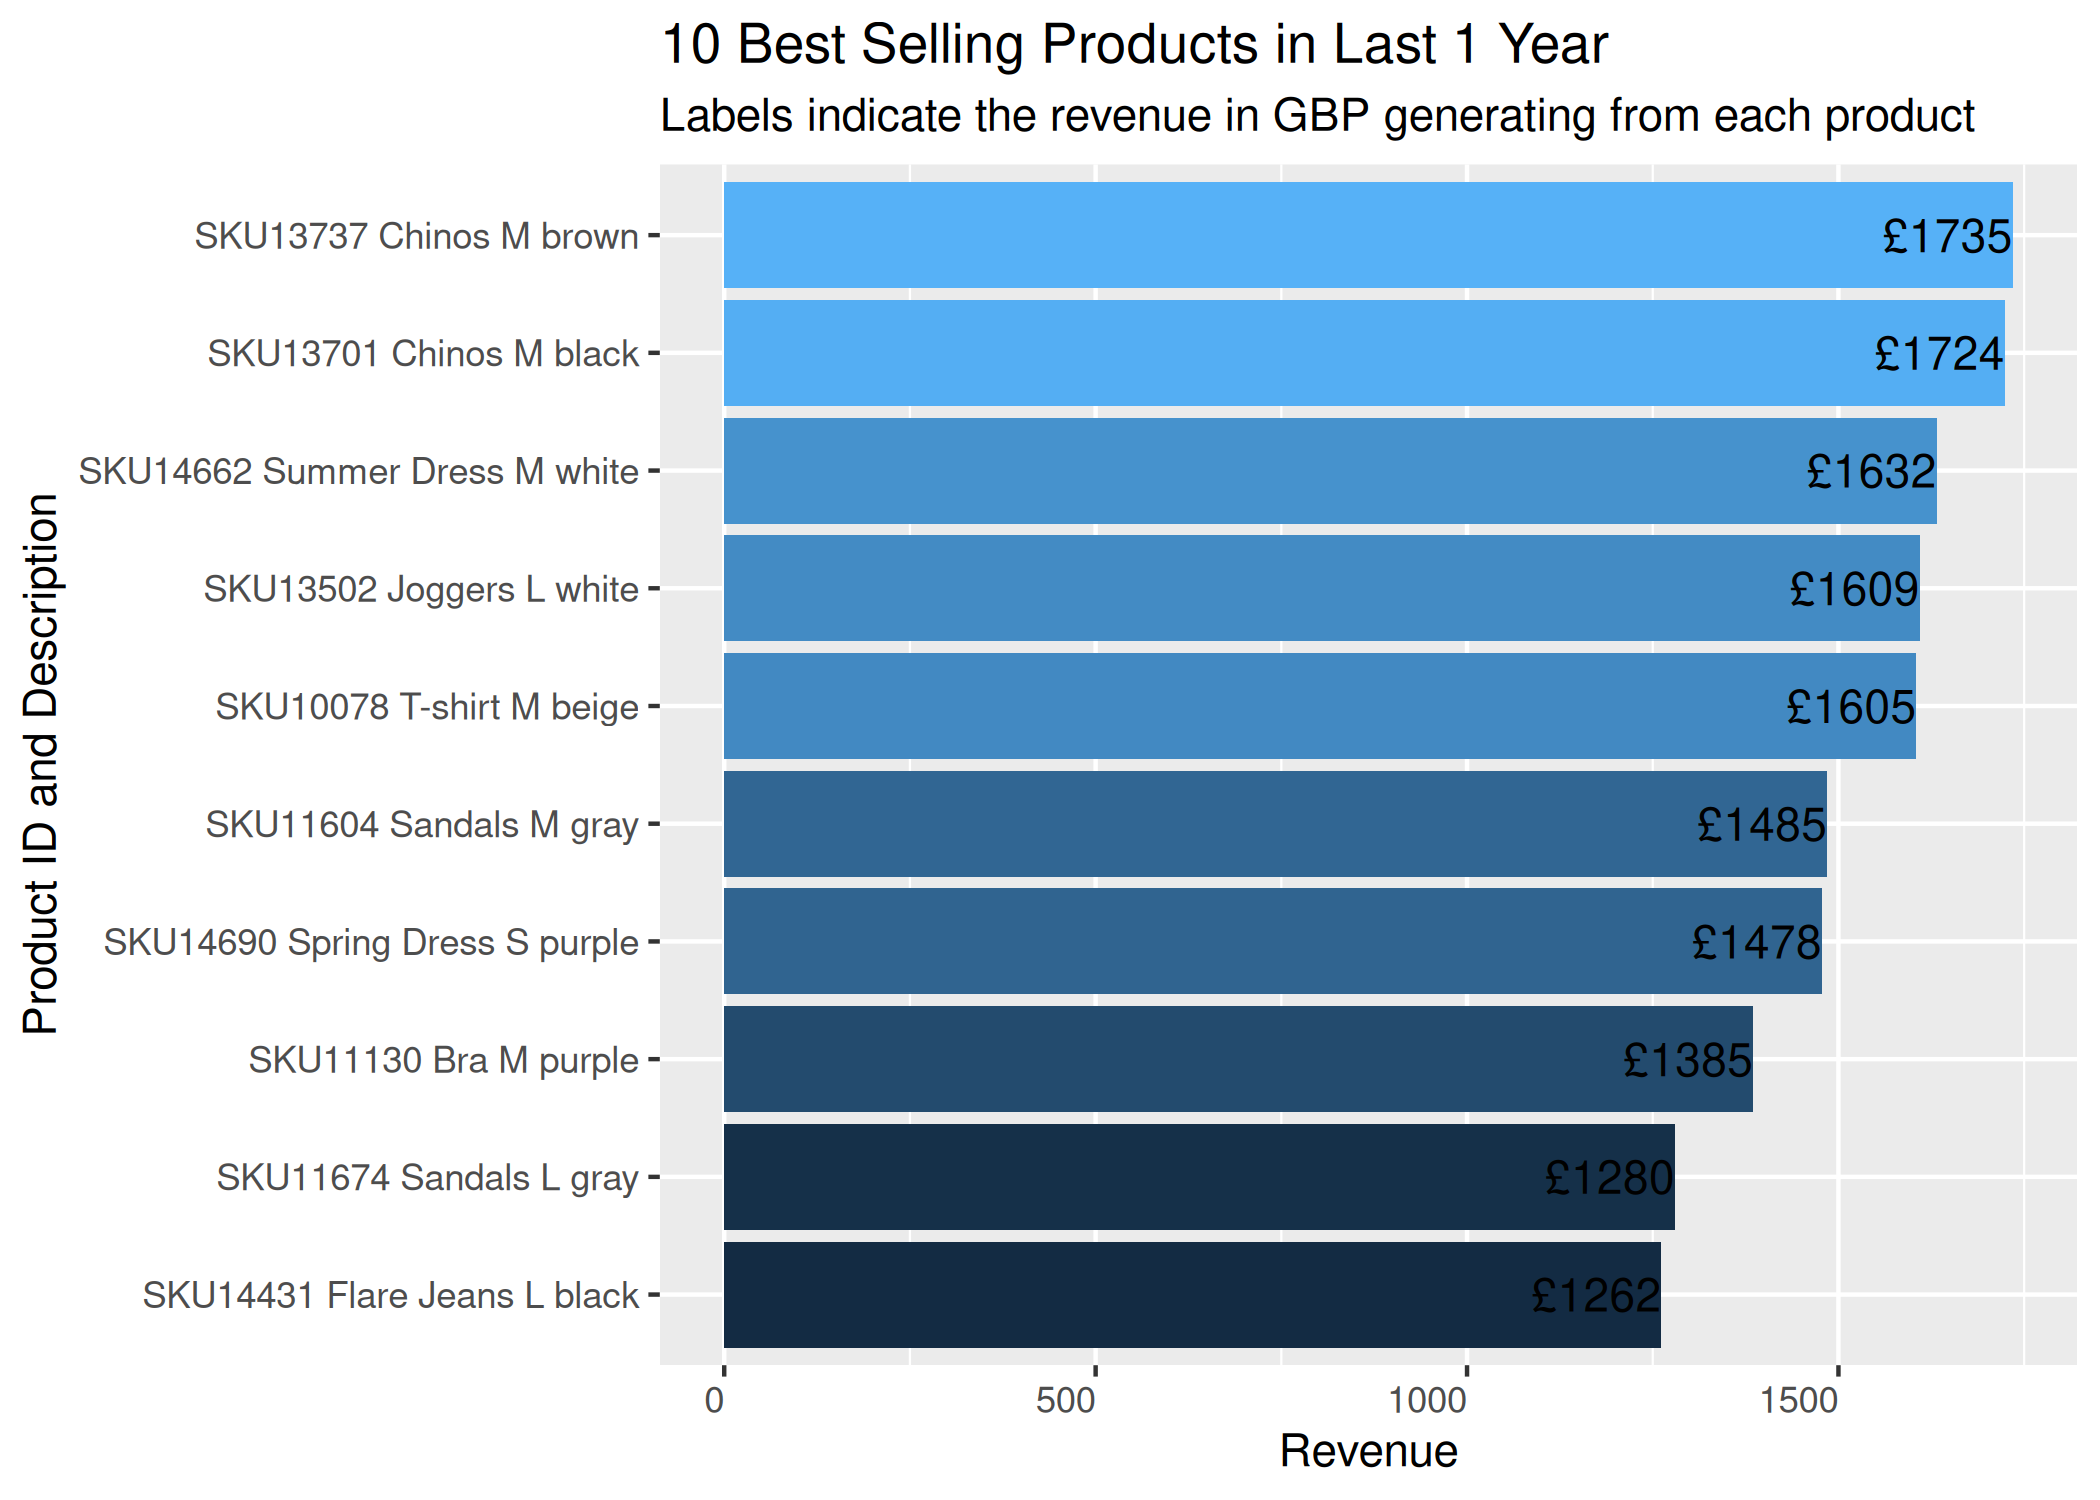 10 Best Selling Products in Last 1 Year
Labels indicate the revenue in GBP generating from each product
Product ID and Description
SKU13737 Chinos M brown £1735
SKU13701 Chinos M black £1724
SKU14662 Summer Dress M white £1632
SKU13502 Joggers L white £1609
SKU10078 T-shirt M beige £1605
SKU11604 Sandals M gray £1485
SKU14690 Spring Dress S purple £1478
SKU11130 Bra M purple £1385
SKU11674 Sandals L gray £1280
SKU14431 Flare Jeans L black £1262
0 500 1000 1500
Revenue